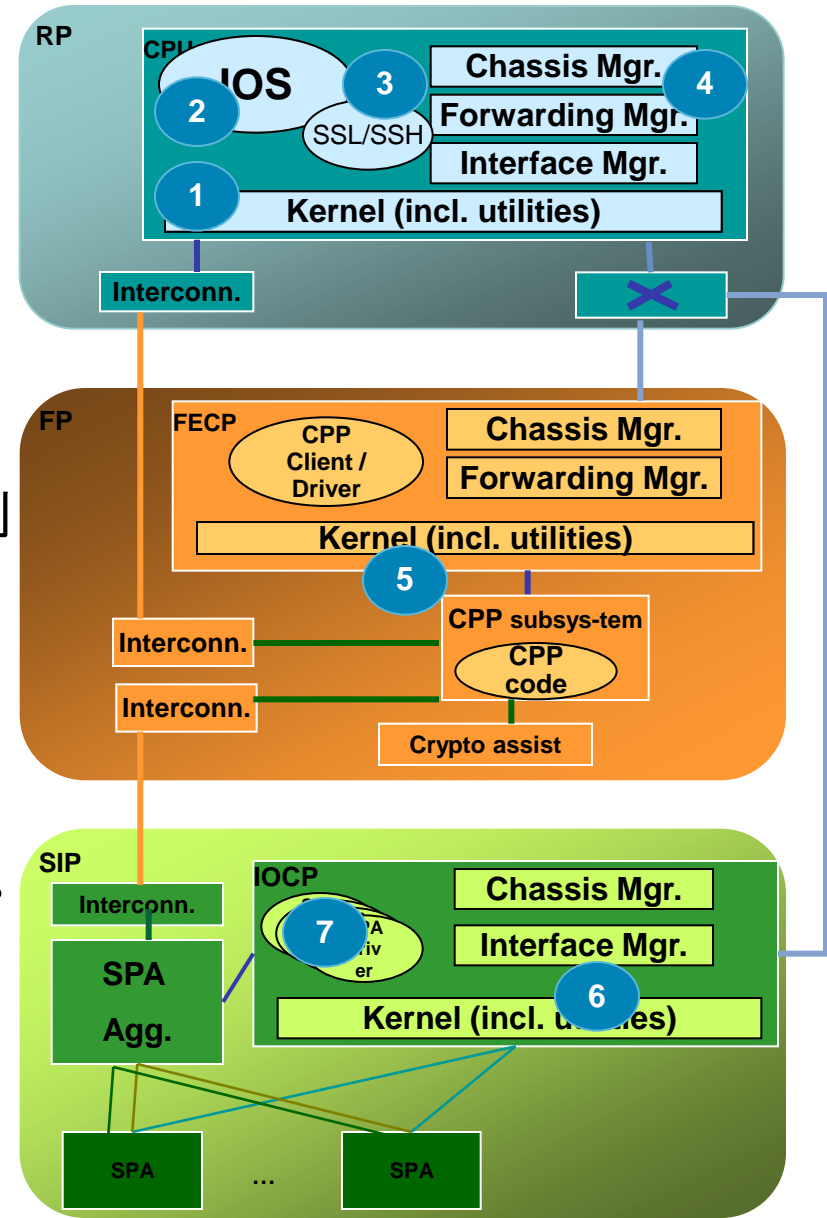 RP
CPU
IOS
SSL/SSH
1
2
3
4
Chassis Mgr.
Forwarding Mgr.
Interface Mgr.
Kernel (incl. utilities)
Interconn.
FP
FECP
CPP
Client /
Driver
Chassis Mgr.
Forwarding Mgr.
Kernel (incl. utilities)
5
CPP subsys-tem
CPP
code
Interconn.
Interconn.
Crypto assist
SIP
IOCP
Interconn.
SPA
Agg.
7
er
Chassis Mgr.
Interface Mgr.
6
Kernel (incl.
SPA
...
SPA